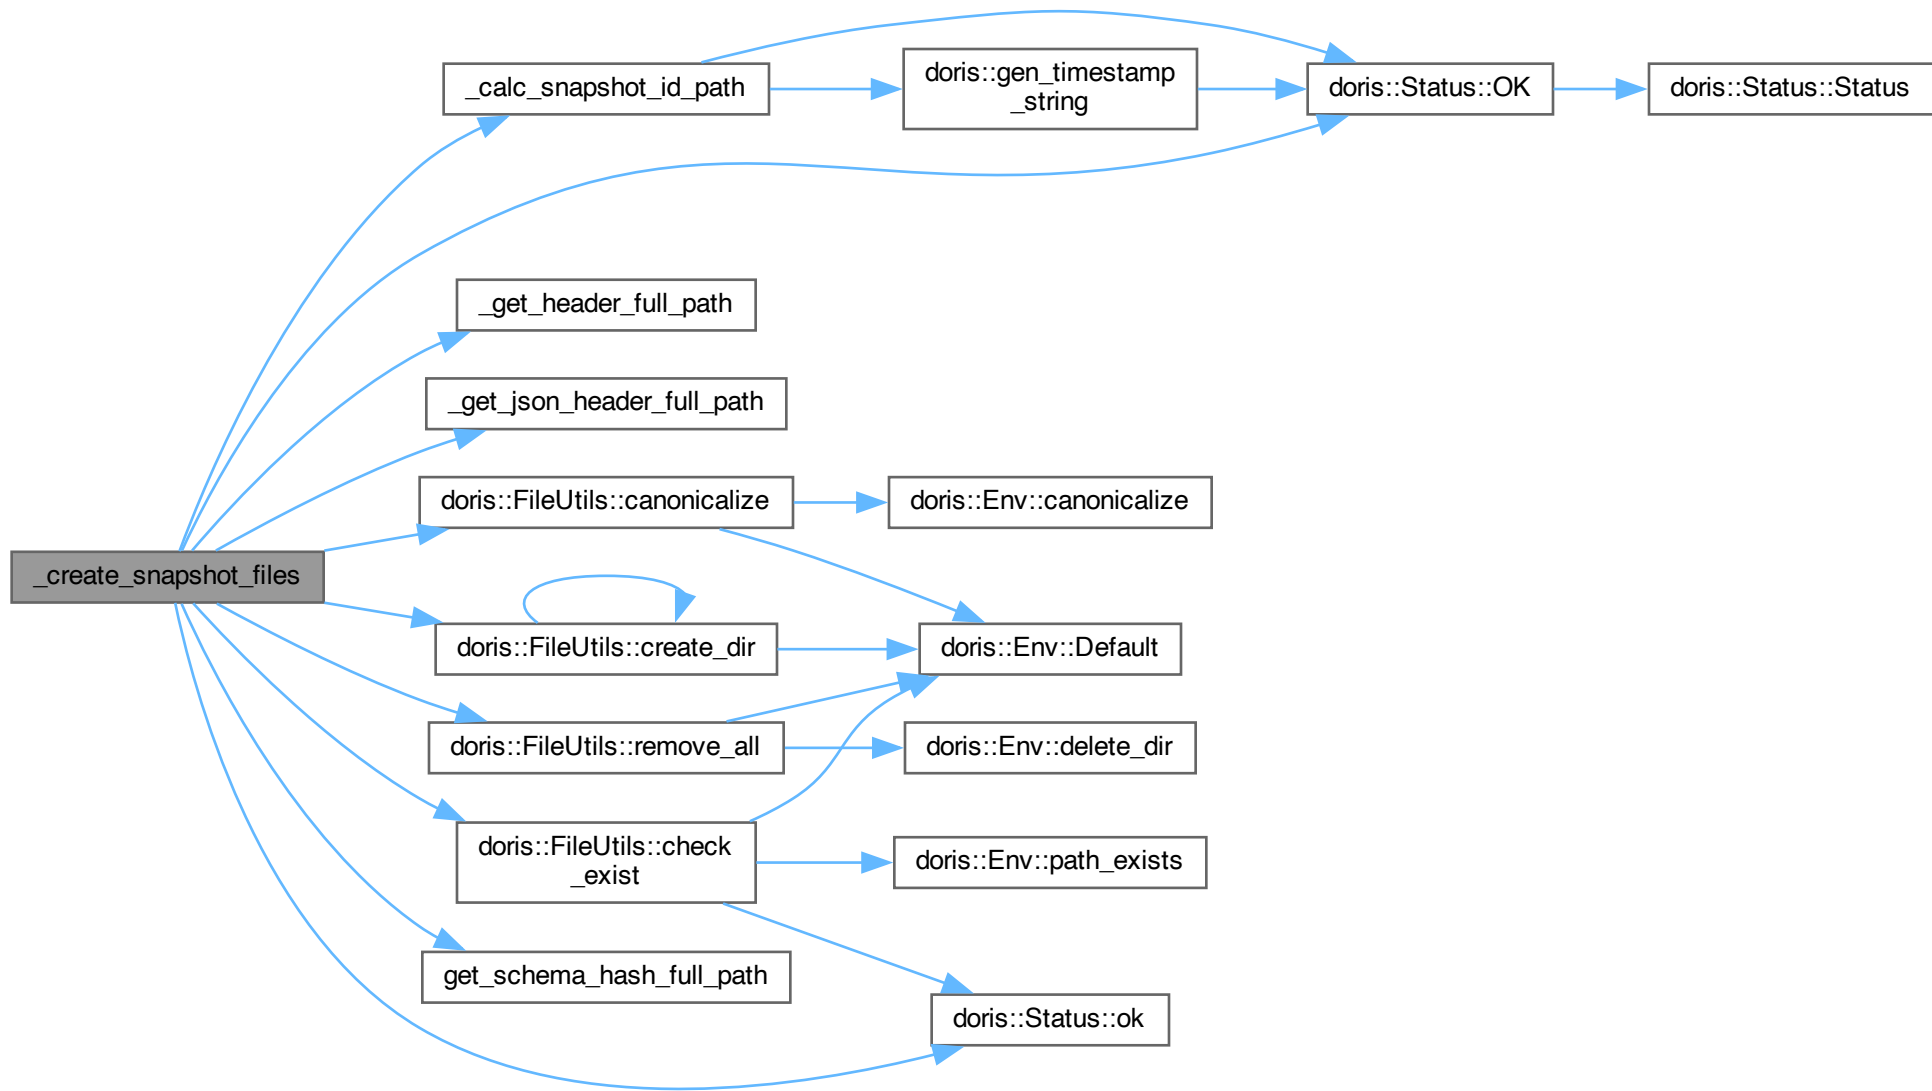 _calc_snapshot_id_path
doris::gen_timestamp
_string
doris::Status::OK
doris::Status::Status
_get_header_full_path
_get_json_header_full_path
doris::FileUtils::canonicalize
doris::Env::canonicalize
_create_snapshot_files
doris::FileUtils::create_dir
doris::Env::Default
doris::FileUtils::remove_all
doris::Env::delete_dir
doris::FileUtils::check
_exist
doris::Env::path_exists
get_schema_hash_full_path
doris::Status::ok